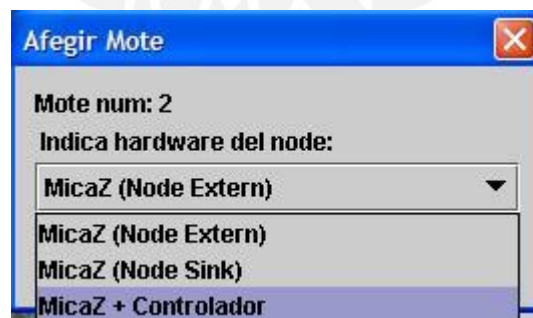 Afegir Mote
Mote num: 2
Indica hardware del node:
MicaZ (Node Extern)
MicaZ (Node Extern)
MicaZ (Node Sink)
MicaZ + Controlador